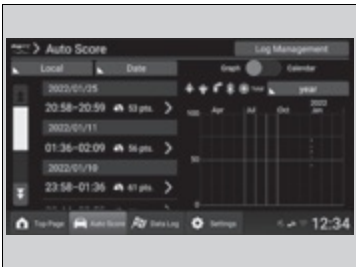 Auto Score
Log Management
Local
Date
Graph
Calendar
year
2022/01/25
20:58-20:59 53 pts.
2022/01/11
01:36-02:09 56 pts.
2022/01/10
23:58-01:36 61 pts.
100
Apr
Jul
Oct
2022
Jan
50
0
Top Page
Auto Score
Data Log
Settings
12:34